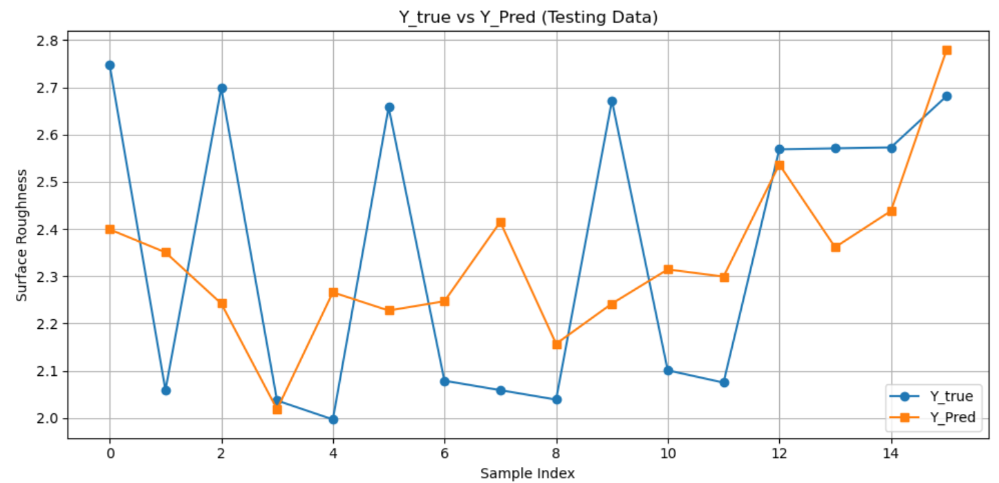 Y_true vs Y_Pred (Testing Data)
Surface Roughness
2.8
2.7
2.6
2.5
2.4
2.3
2.2
2.1
2.0
0 2 4 6 8 10 12 14
Sample Index
Y_true
Y_Pred